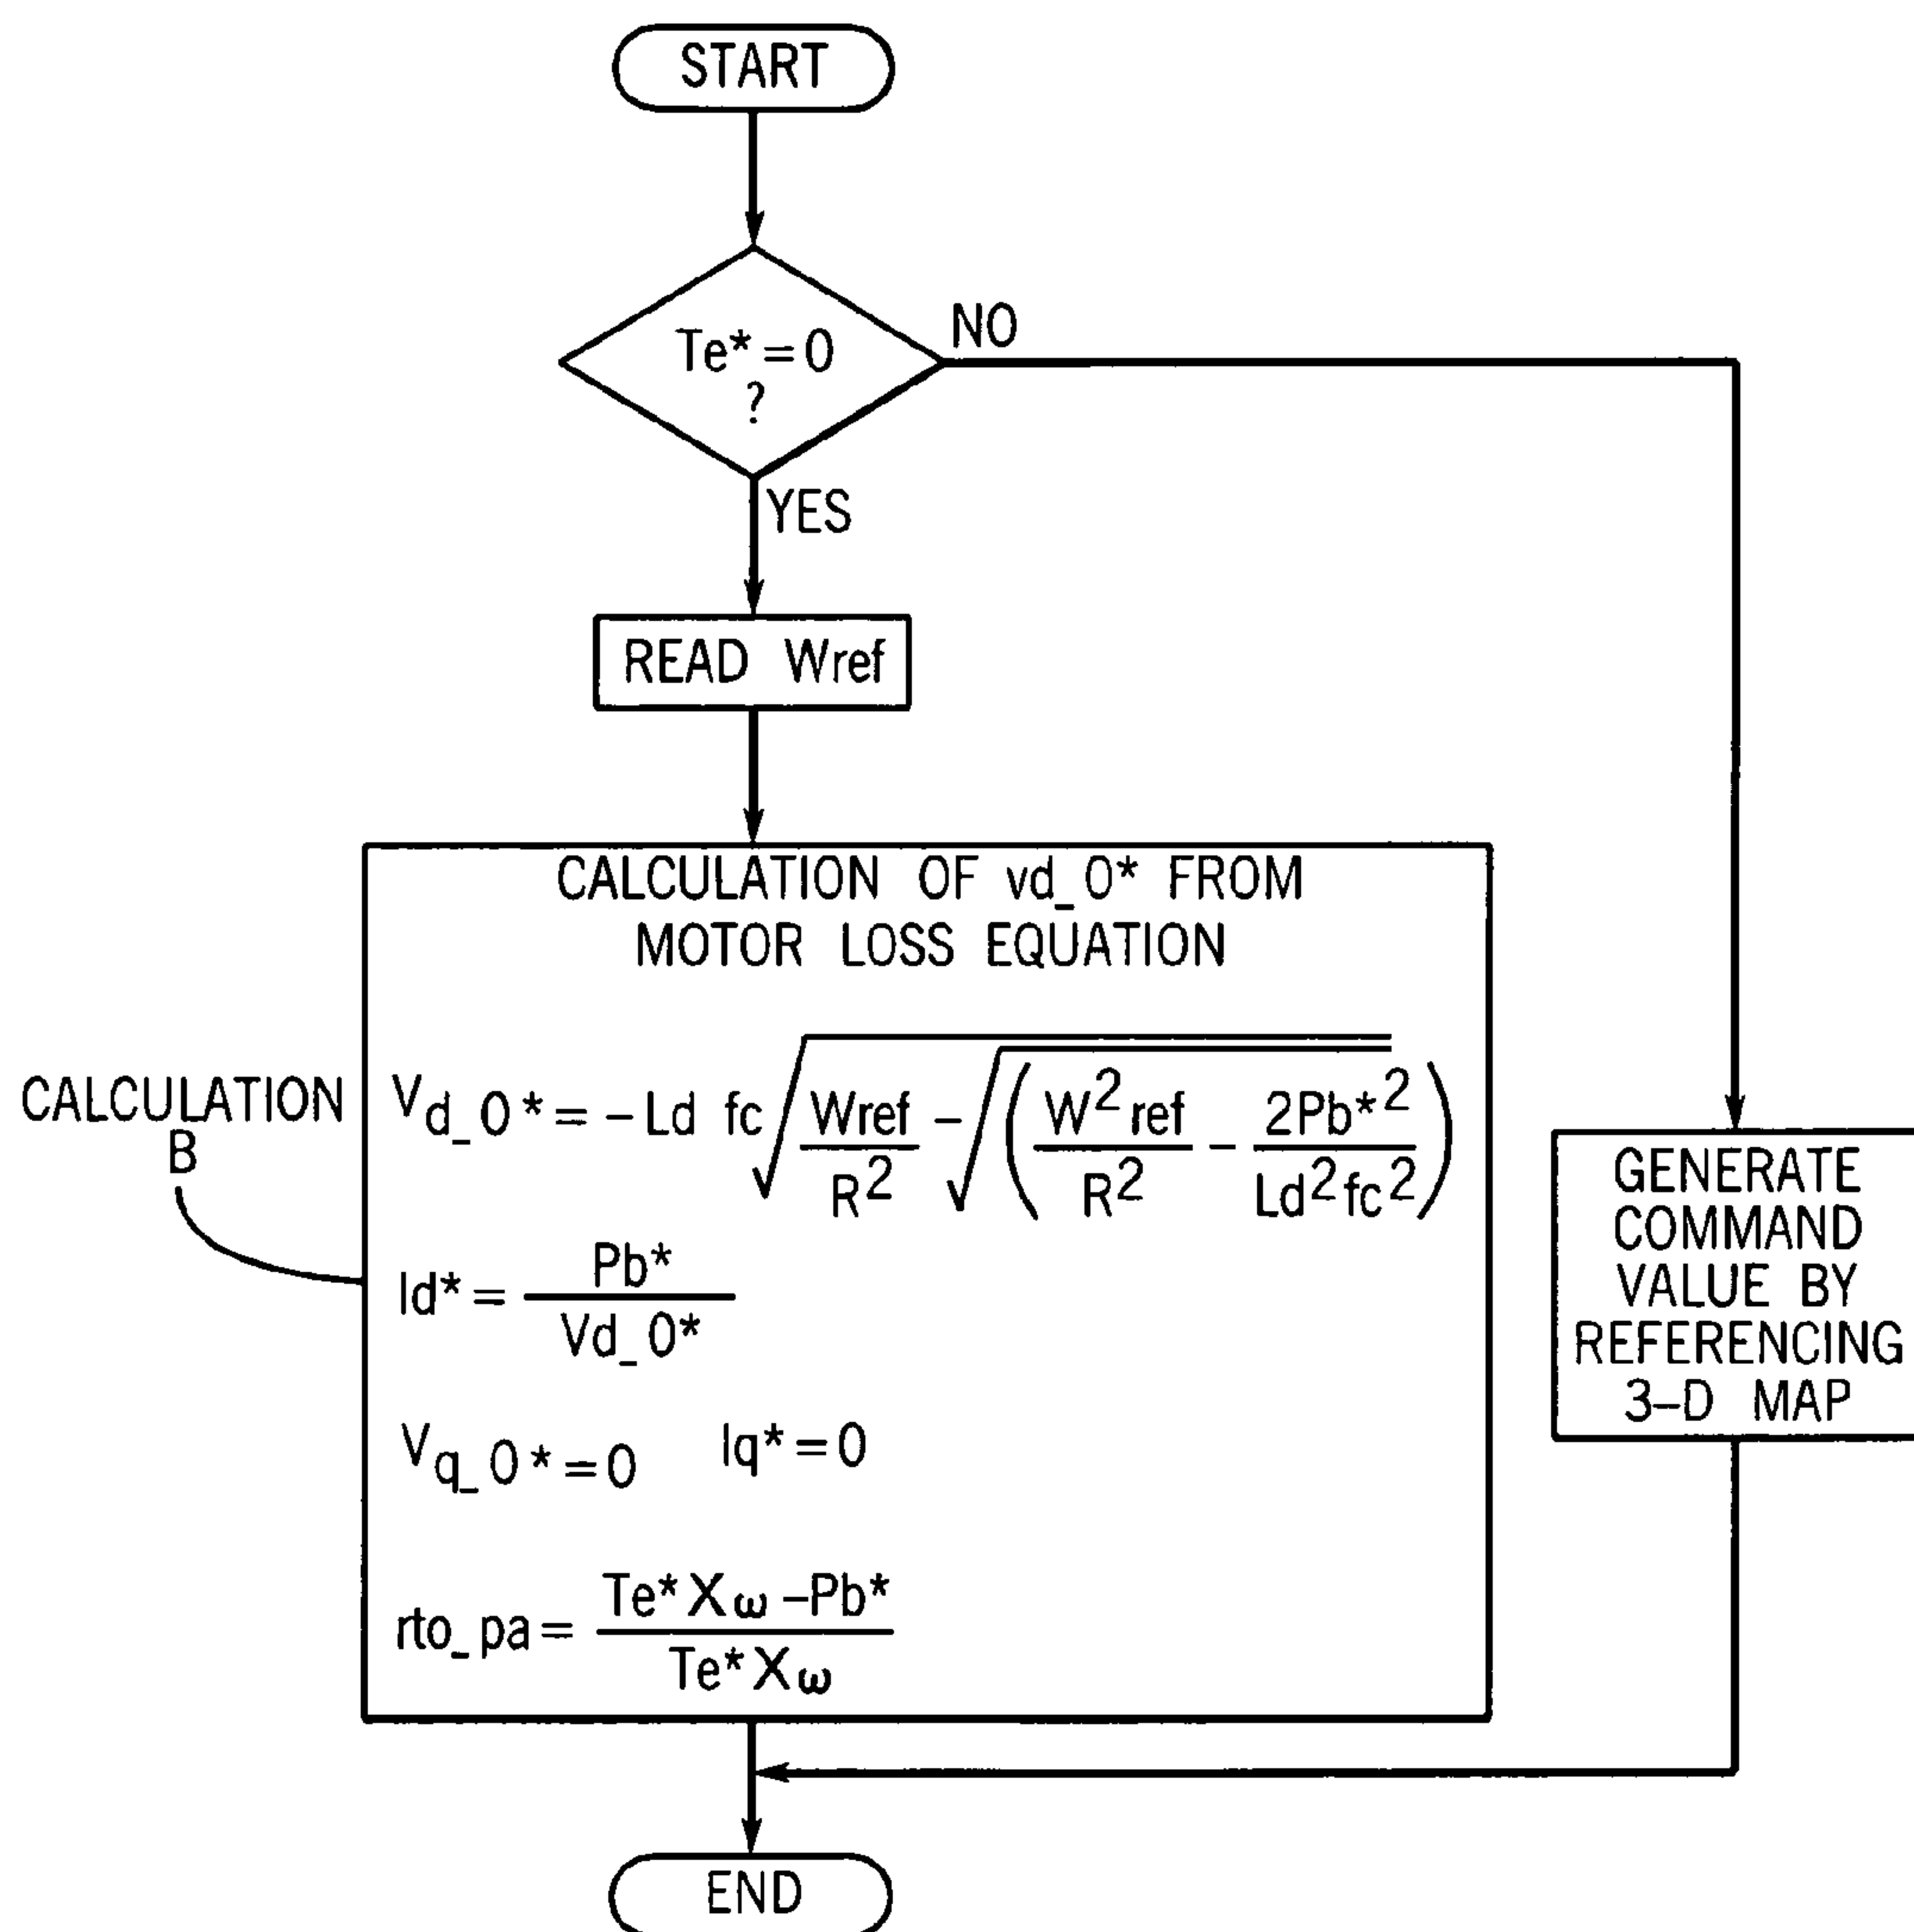 START
Te*=0
?
NO
YES
READ Wref
CALCULATION OF vd_0* FROM
MOTOR LOSS EQUATION
CALCULATION
B
Vd_0*= -Ld fc√(Wref/R² - √(W²ref/R² - 2Pb*²/Ld²fc²))
Id*= Pb*/Vd_0*
Vq_0*=0 Iq*=0
rto_pa= (Te*Xω-Pb*)/(Te*Xω)
GENERATE
COMMAND
VALUE BY
REFERENCING
3-D MAP
END